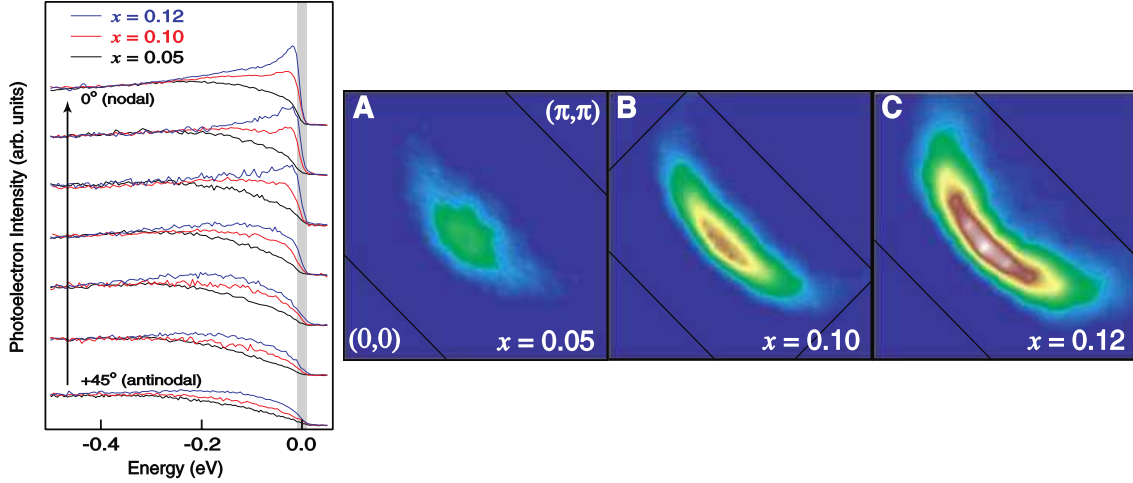 x = 0.12
x = 0.10
x = 0.05
Photoelectron Intensity (arb. units)
0° (nodal)
+45° (antinodal)
-0.4
-0.2
0.0
Energy (eV)
A
(π,π)
(0,0)
x = 0.05
B
x = 0.10
C
x = 0.12